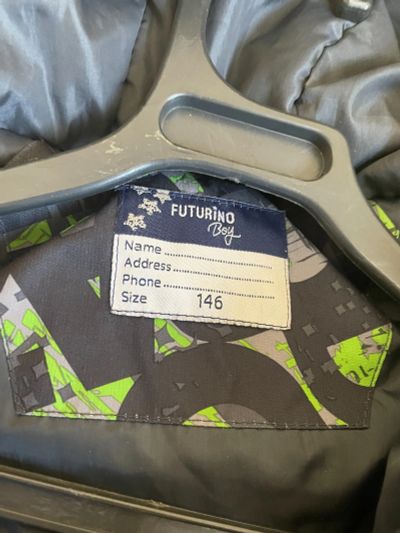 FUTURINO
Boy
Name
Address
Phone
Size 146